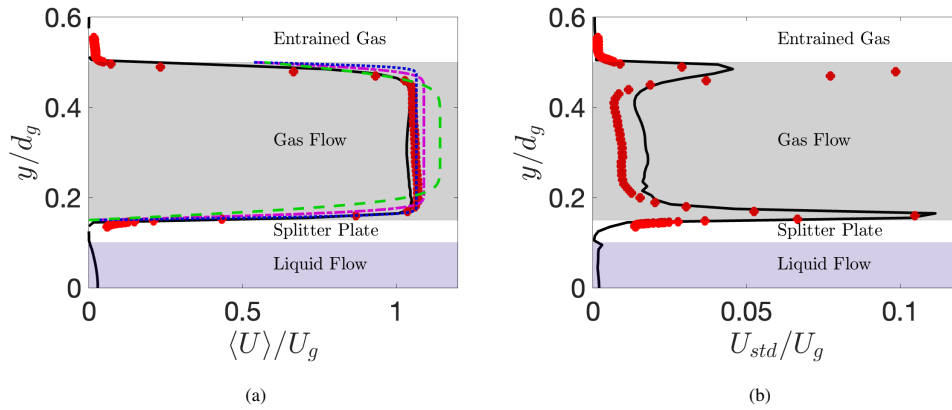 0.6
0.4
0.2
0
y/d_g
Entrained Gas
Gas Flow
Splitter Plate
Liquid Flow
0
0.5
1
⟨U⟩/U_g
(a)
0.6
0.4
0.2
0
y/d_g
Entrained Gas
Gas Flow
Splitter Plate
Liquid Flow
0
0.05
0.1
U_{std}/U_g
(b)